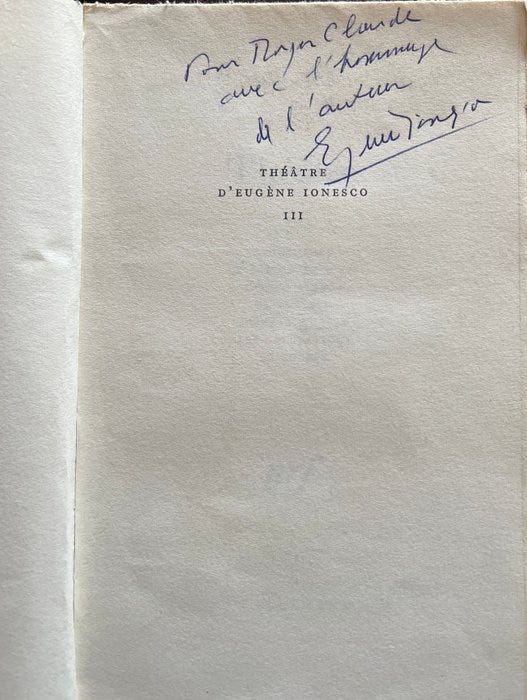 Pour Roger Claude
avec l'hommage
de l'auteur
Eugène Ionesco
THÉÂTRE
D'EUGÈNE IONESCO
III